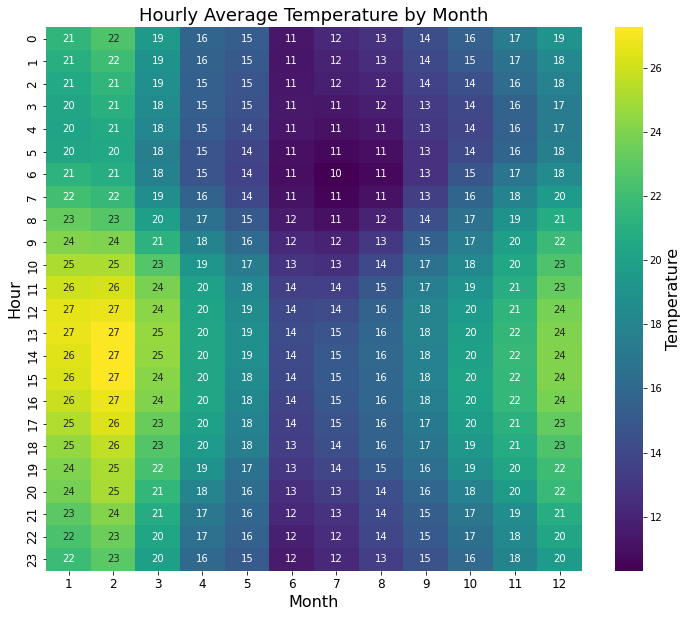 Hourly Average Temperature by Month
0 21 22 19 16 15 11 12 13 14 16 17 19
1 21 22 19 16 15 11 12 13 14 15 17 18
2 21 21 19 15 15 11 12 12 14 14 16 18
3 20 21 18 15 15 11 11 12 13 14 16 17
4 20 21 18 15 14 11 11 11 13 14 16 17
5 20 20 18 15 14 11 11 11 13 14 16 18
6 21 21 18 15 14 11 10 11 13 15 17 18
7 22 22 19 16 14 11 11 11 13 16 18 20
8 23 23 20 17 15 12 11 12 14 17 19 21
9 24 24 21 18 16 12 12 13 15 17 20 22
10 25 25 23 19 17 13 13 14 17 18 20 23
11 26 26 24 20 18 14 14 15 17 19 21 23
12 27 27 24 20 19 14 14 16 18 20 21 24
13 27 27 25 20 19 14 15 16 18 20 22 24
14 26 27 25 20 19 14 15 16 18 20 22 24
15 26 27 24 20 18 14 15 16 18 20 22 24
16 26 27 24 20 18 14 15 16 18 20 22 24
17 25 26 23 20 18 14 15 16 17 20 21 23
18 25 26 23 20 18 13 14 16 17 19 21 23
19 24 25 22 19 17 13 14 15 16 19 20 22
20 24 25 21 18 16 13 13 14 16 18 20 22
21 23 24 21 17 16 12 13 14 15 17 19 21
22 22 23 20 17 16 12 12 14 15 17 18 20
23 22 23 20 16 15 12 12 13 15 16 18 20
1 2 3 4 5 6 7 8 9 10 11 12
Month
Hour
26
24
22
20
18
16
14
12
Temperature